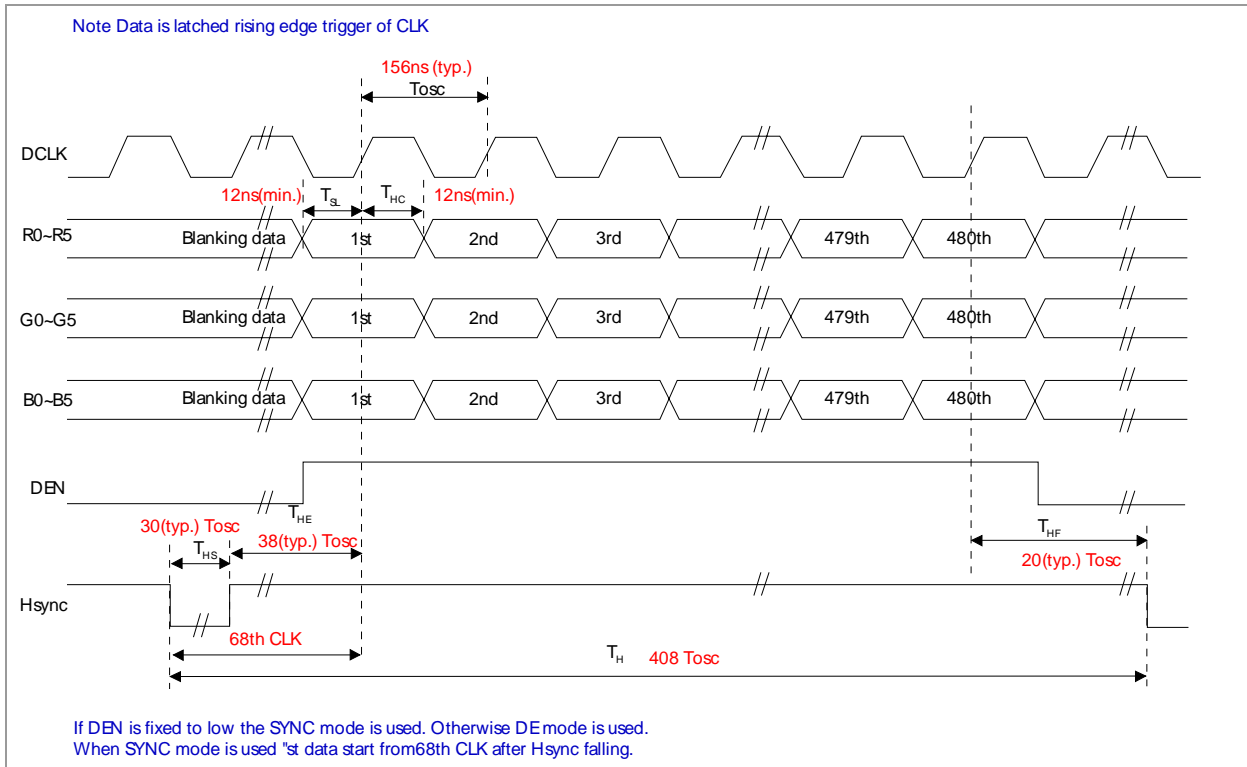 Note Data is latched rising edge trigger of CLK
156ns (typ.)
Tosc
DCLK
12ns(min.) TSL THC 12ns(min.)
R0~R5 Blanking data 1st 2nd 3rd 479th 480th
G0~G5 Blanking data 1st 2nd 3rd 479th 480th
B0~B5 Blanking data 1st 2nd 3rd 479th 480th
DEN
THE
30(typ.) Tosc
THS
38(typ.) Tosc
THF
20(typ.) Tosc
Hsync
68th CLK
TH 408 Tosc
If DEN is fixed to low the SYNC mode is used. Otherwise DE mode is used.
When SYNC mode is used "st data start from68th CLK after Hsync falling.